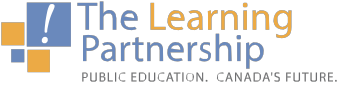 !
The Learning
Partnership
PUBLIC EDUCATION. CANADA'S FUTURE.